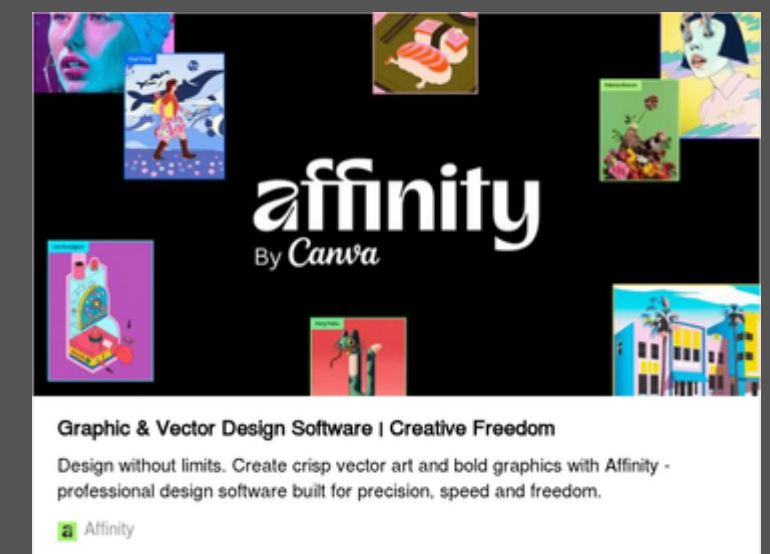 affinity
By Canva
Graphic & Vector Design Software | Creative Freedom
Design without limits. Create crisp vector art and bold graphics with Affinity -
professional design software built for precision, speed and freedom.
a Affinity